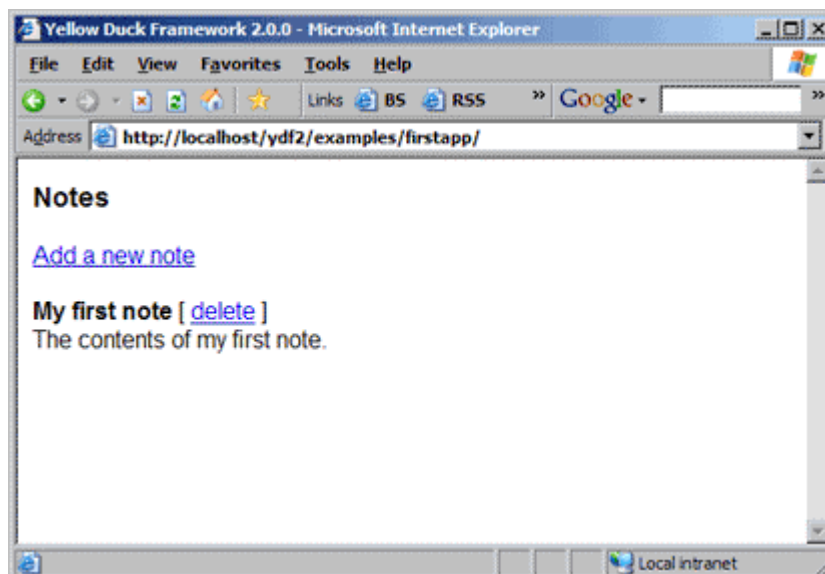 Yellow Duck Framework 2.0.0 - Microsoft Internet Explorer
File Edit View Favorites Tools Help
Links BS RSS » Google »
Address http://localhost/ydf2/examples/firstapp/
Notes
Add a new note
My first note [ delete ]
The contents of my first note.
Local intranet